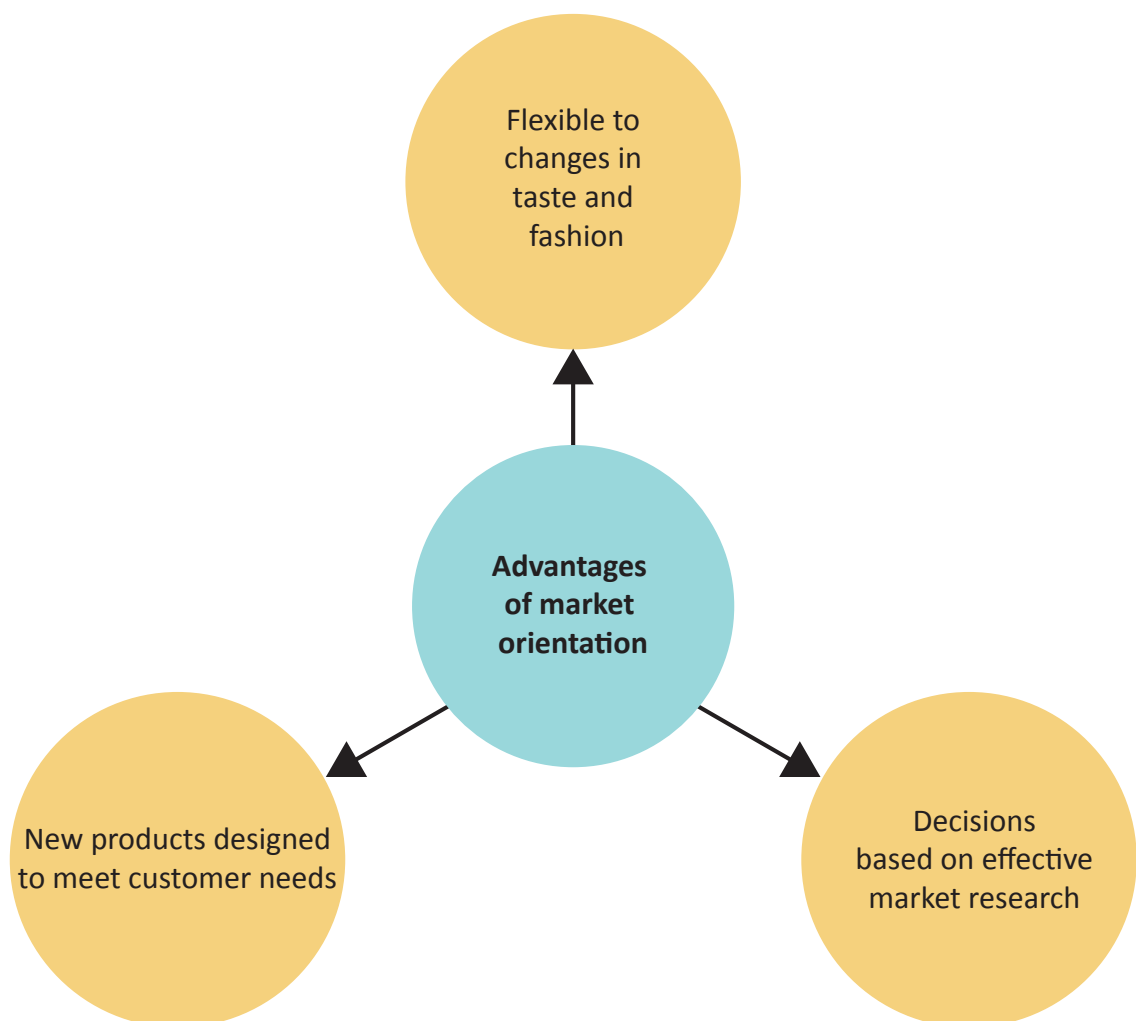 Flexible to
changes in
taste and
fashion
Advantages
of market
orientation
New products designed
to meet customer needs
Decisions
based on effective
market research